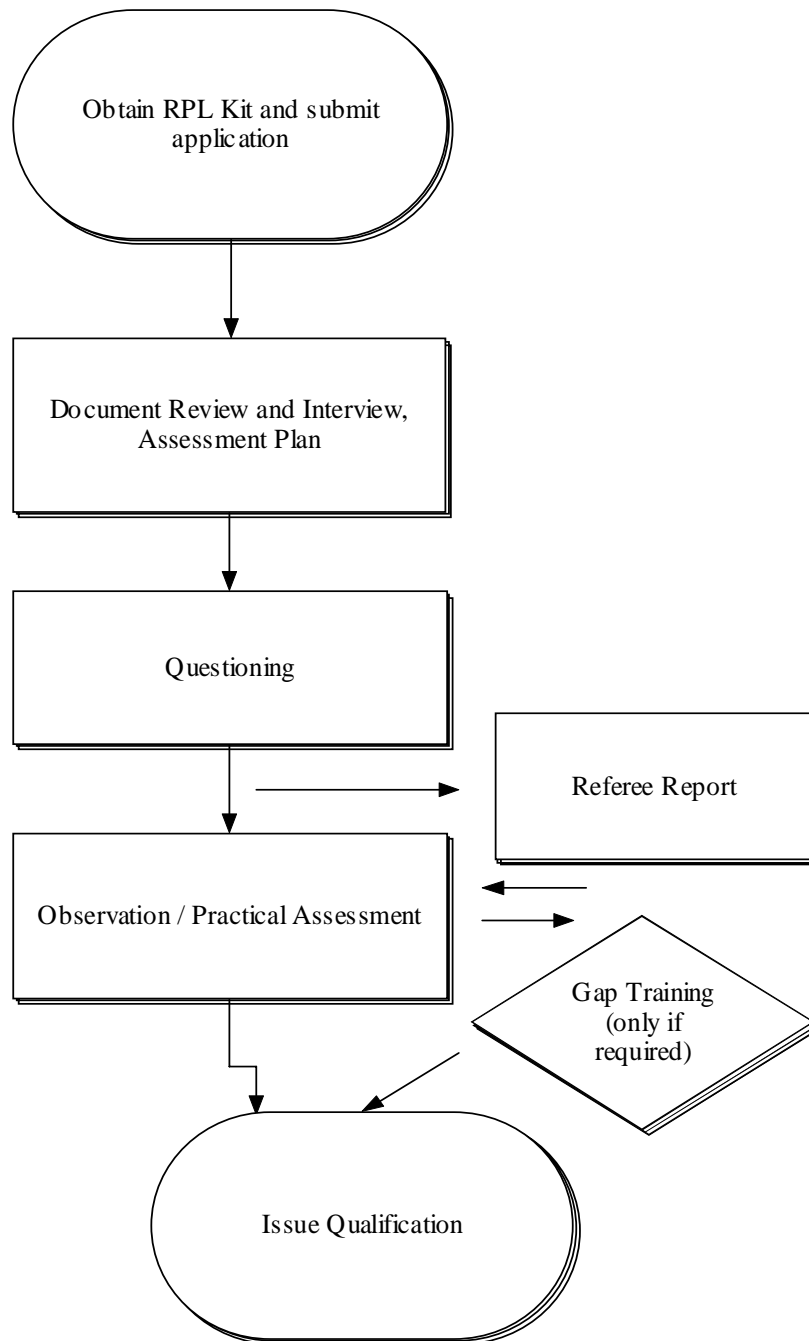 Obtain RPL Kit and submit
application
Document Review and Interview,
Assessment Plan
Questioning
Referee Report
Observation / Practical Assessment
Gap Training
(only if
required)
Issue Qualification